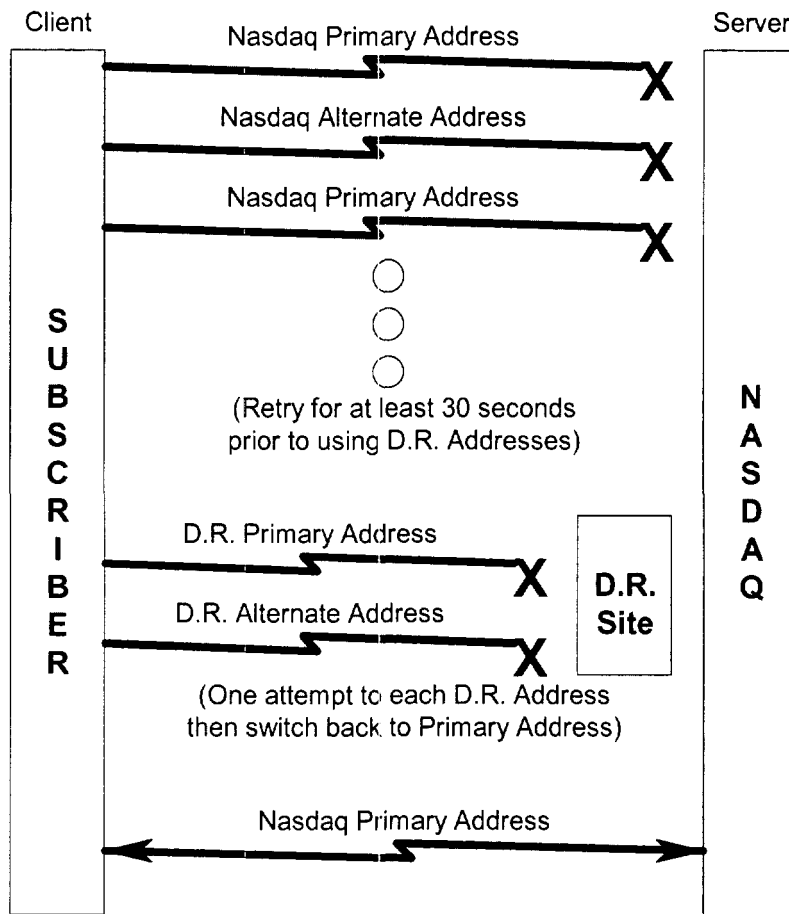 Client
Server
Nasdaq Primary Address
X
Nasdaq Alternate Address
X
Nasdaq Primary Address
X
SUBSCRIBER
(Retry for at least 30 seconds
prior to using D.R. Addresses)
NASDAQ
D.R. Primary Address
X
D.R.
Site
D.R. Alternate Address
X
(One attempt to each D.R. Address
then switch back to Primary Address)
Nasdaq Primary Address